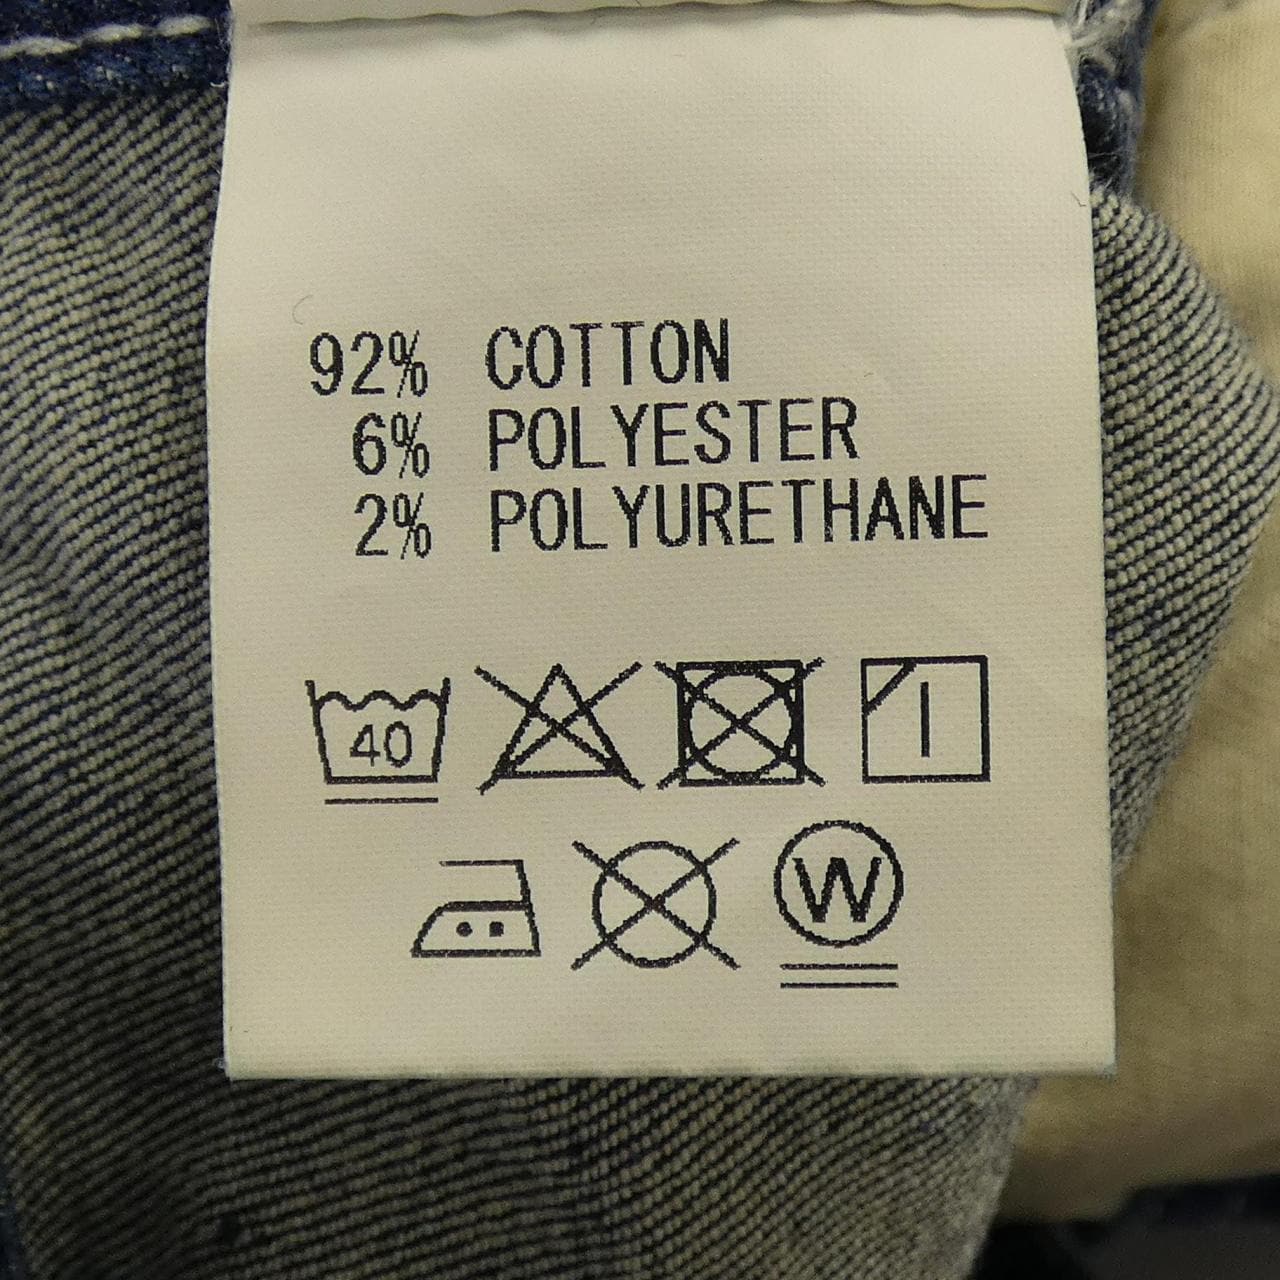 92% COTTON
6% POLYESTER
2% POLYURETHANE
40
W